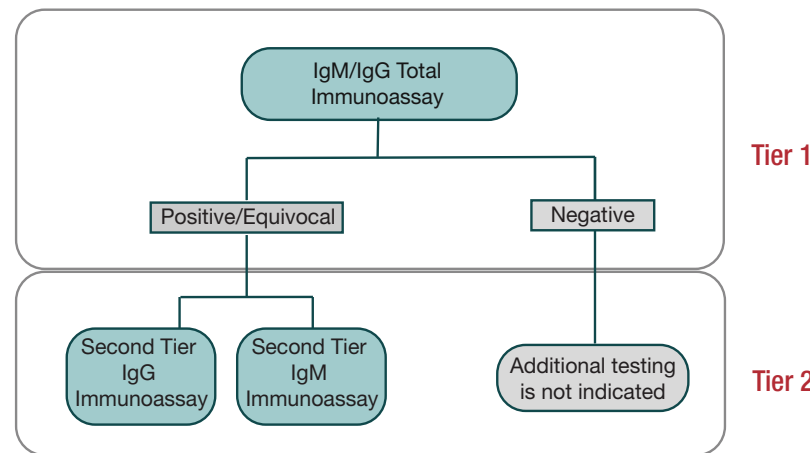 IgM/IgG Total
Immunoassay
Tier 1
Positive/Equivocal
Negative
Second Tier
IgG
Immunoassay
Second Tier
IgM
Immunoassay
Additional testing
is not indicated
Tier 2